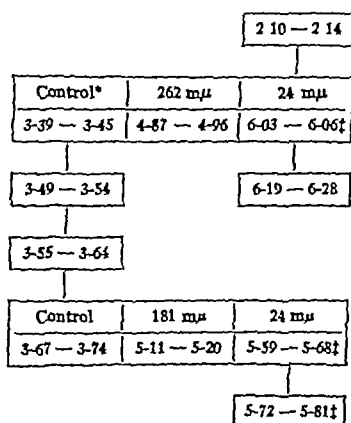 2 10 — 2 14
Control* 262 mµ 24 mµ
3-39 — 3-45 4-87 — 4-96 6-03 — 6-06‡
3-49 — 3-54 6-19 — 6-28
3-55 — 3-64
Control 181 mµ 24 mµ
3-67 — 3-74 5-11 — 5-20 5-59 — 5-68‡
5-72 — 5-81‡